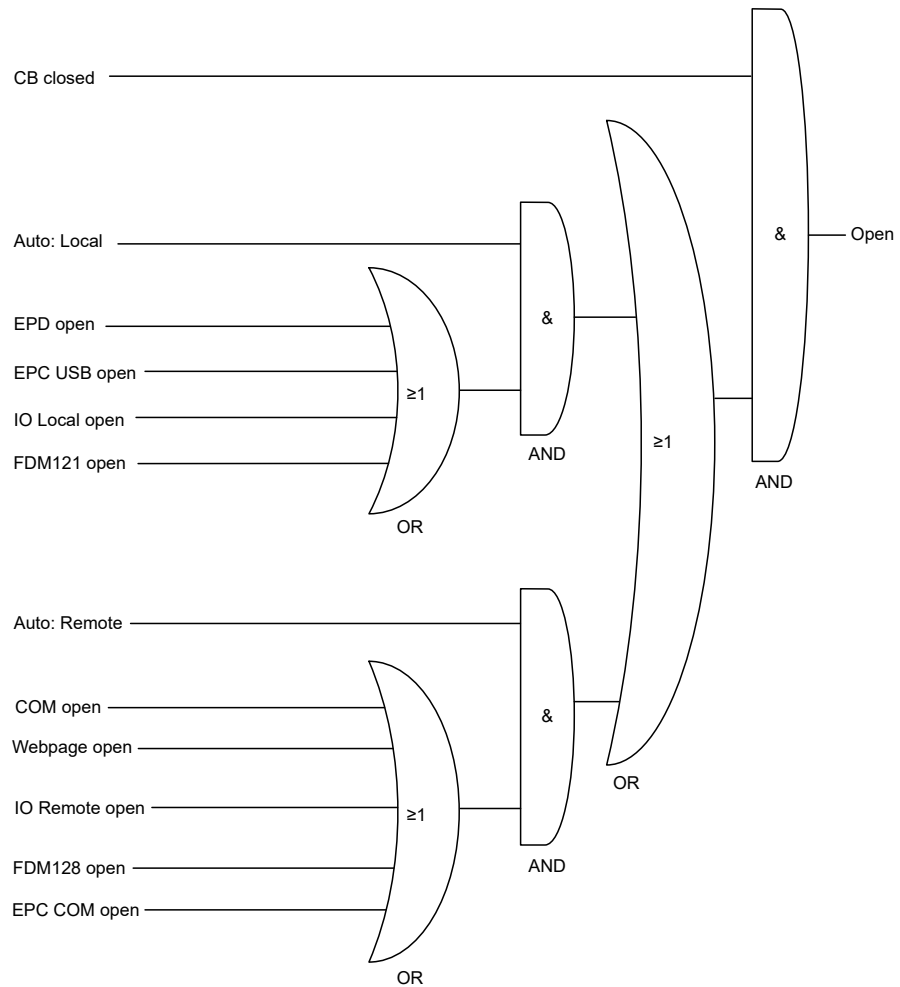 CB closed
&
Open
Auto: Local
EPD open
&
EPC USB open
≥1
IO Local open
≥1
FDM121 open
AND
AND
OR
Auto: Remote
COM open
&
Webpage open
OR
IO Remote open
≥1
FDM128 open
AND
EPC COM open
OR